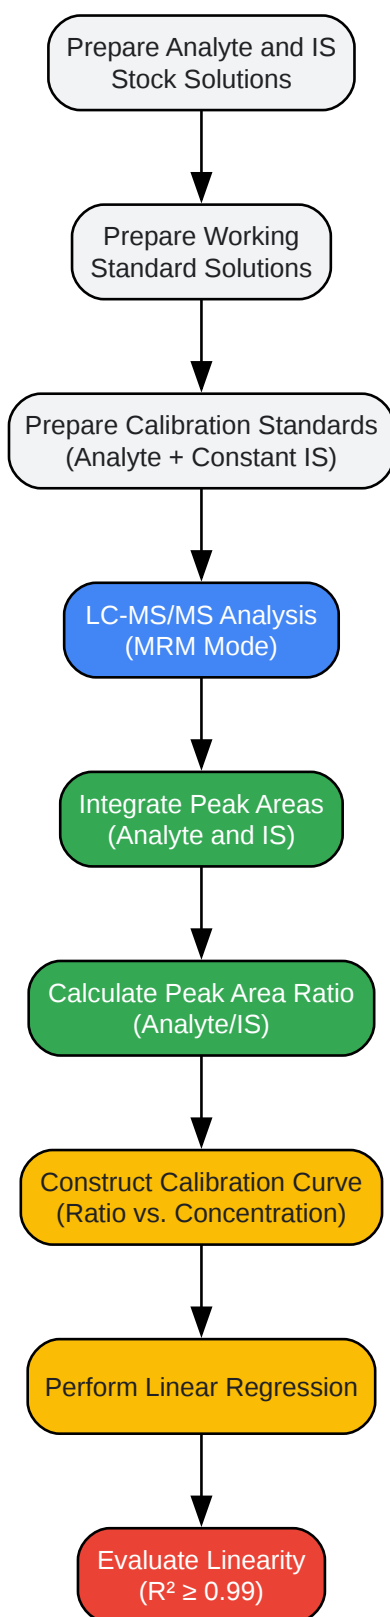 Prepare Analyte and IS
Stock Solutions
Prepare Working
Standard Solutions
Prepare Calibration Standards
(Analyte + Constant IS)
LC-MS/MS Analysis
(MRM Mode)
Integrate Peak Areas
(Analyte and IS)
Calculate Peak Area Ratio
(Analyte/IS)
Construct Calibration Curve
(Ratio vs. Concentration)
Perform Linear Regression
Evaluate Linearity
(R² ≥ 0.99)